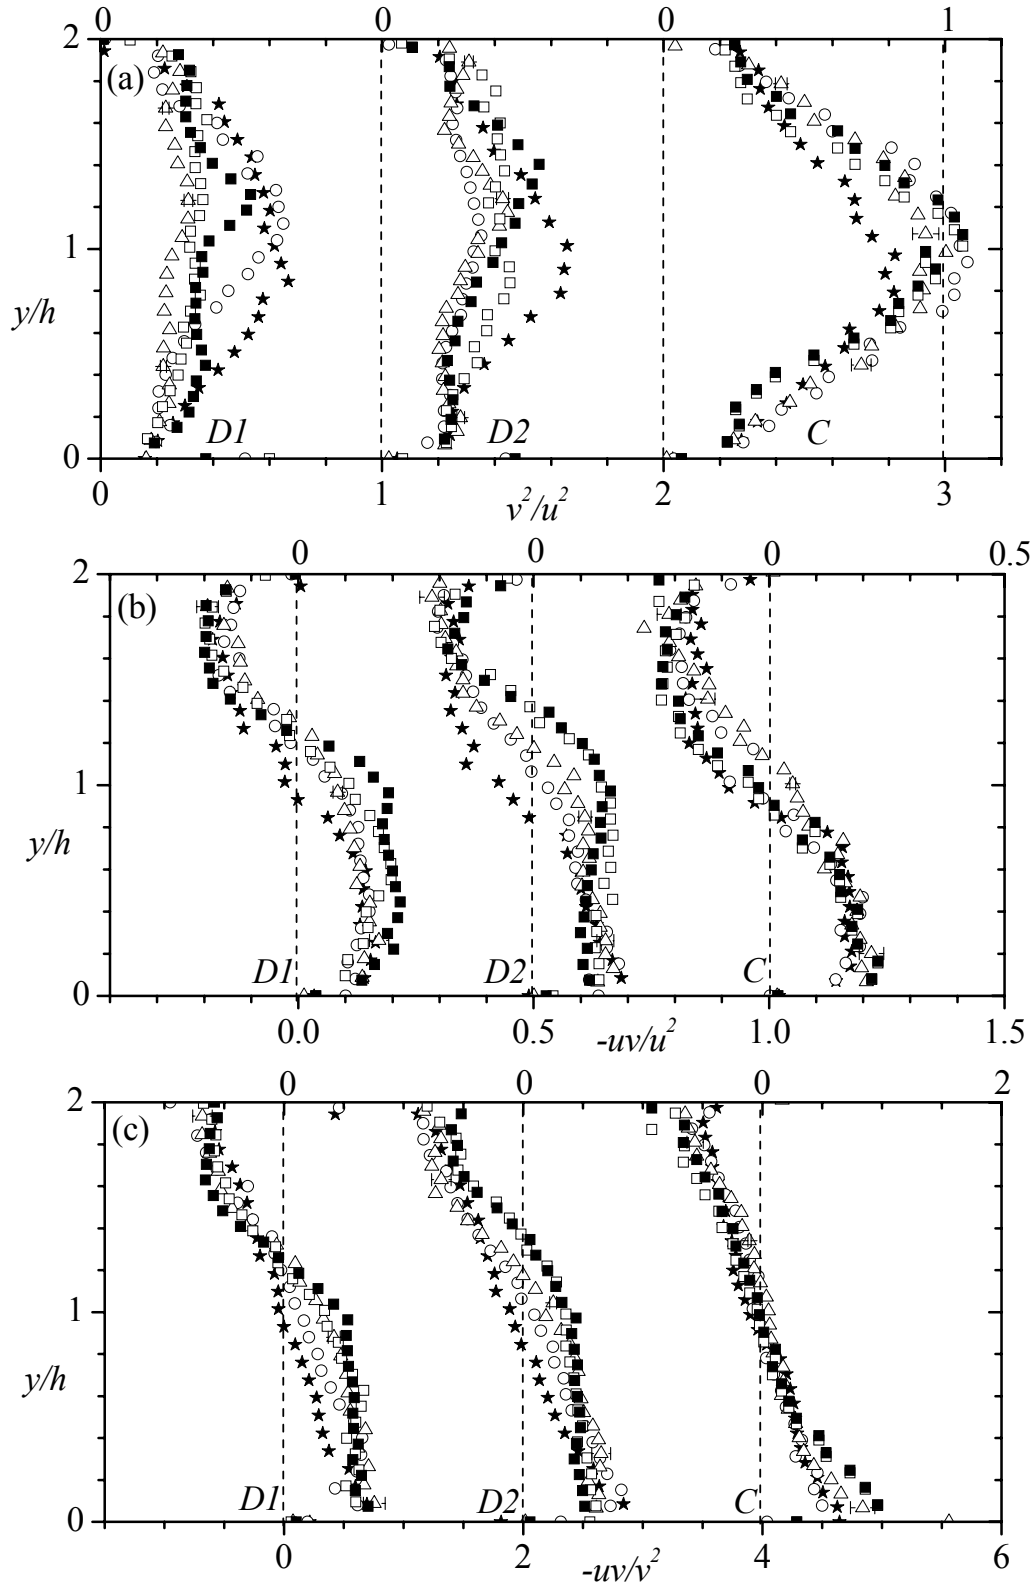 0 0 0 1
2
(a)
y/h 1
D1 D2 C
0
0 1 2 3
v²/u²
0 0 0 0.5
2
(b)
1
y/h
D1 D2 C
0
0.0 0.5 1.0 1.5
-uv/u²
0 0 0 2
2
(c)
1
y/h
D1 D2 C
0
0 2 4 6
-uv/v²